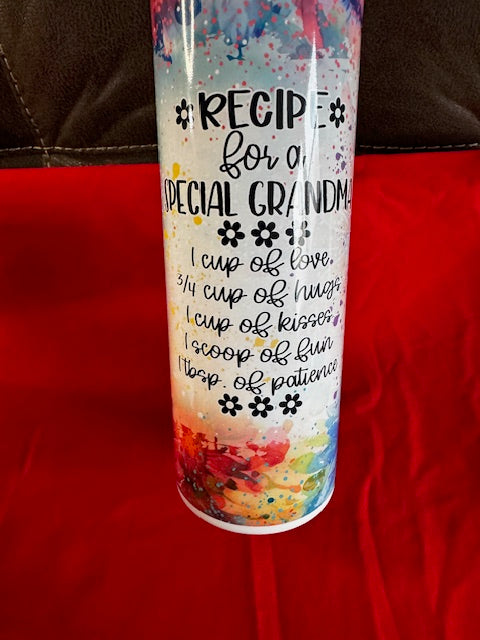 RECIPE
for a
SPECIAL GRANDMA
1 cup of love
3/4 cup of hugs
1 cup of kisses
1 scoop of fun
1 tbsp. of patience